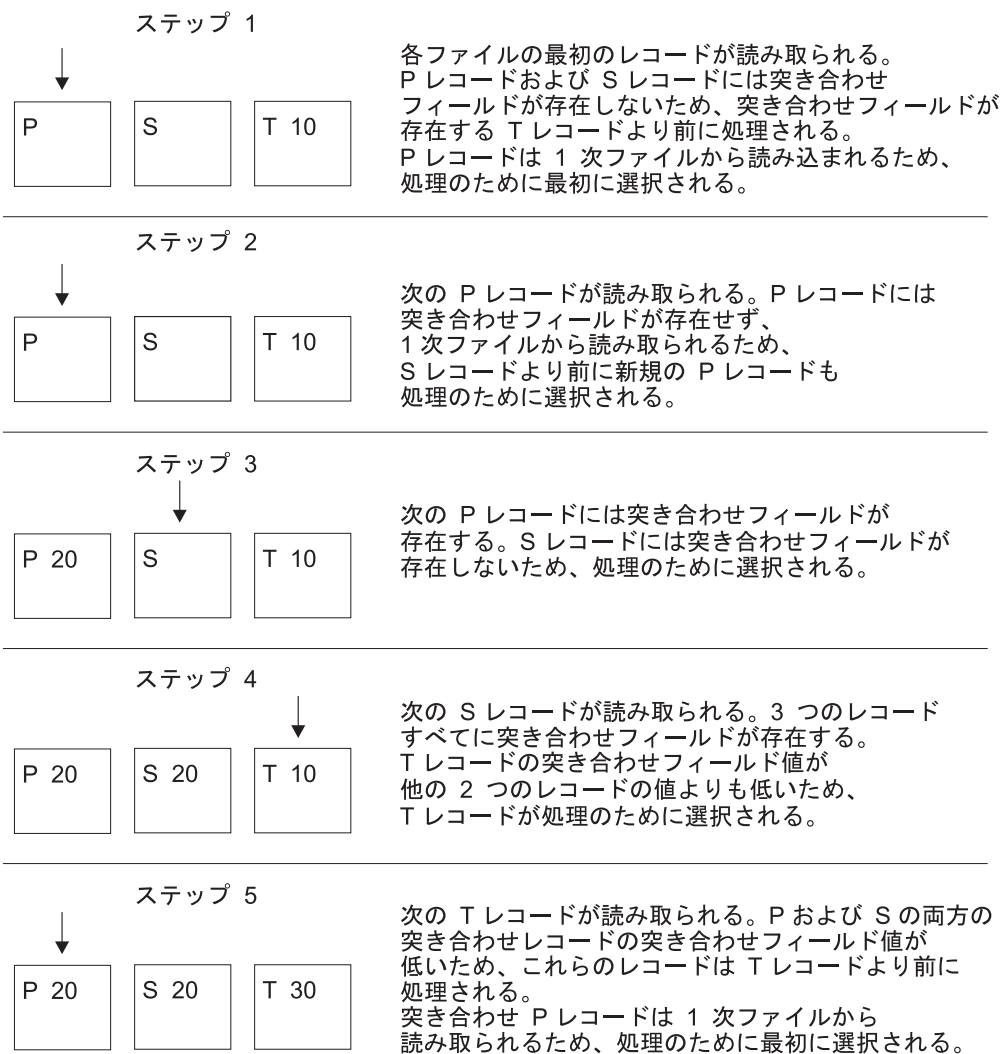 ステップ 1
各ファイルの最初のレコードが読み取られる。
P レコードおよび S レコードには突き合わせ
フィールドが存在しないため、突き合わせフィールドが
存在する T レコードより前に処理される。
P レコードは 1 次ファイルから読み込まれるため、
処理のために最初に選択される。
P
S
T 10
ステップ 2
次の P レコードが読み取られる。P レコードには
突き合わせフィールドが存在せず、
1 次ファイルから読み取られるため、
S レコードより前に新規の P レコードも
処理のために選択される。
P
S
T 10
ステップ 3
次の P レコードには突き合わせフィールドが
存在する。S レコードには突き合わせフィールドが
存在しないため、処理のために選択される。
P 20
S
T 10
ステップ 4
次の S レコードが読み取られる。3 つのレコード
すべてに突き合わせフィールドが存在する。
T レコードの突き合わせフィールド値が
他の 2 つのレコードの値よりも低いため、
T レコードが処理のために選択される。
P 20
S 20
T 10
ステップ 5
次の T レコードが読み取られる。P および S の両方の
突き合わせレコードの突き合わせフィールド値が
低いため、これらのレコードは T レコードより前に
処理される。
突き合わせ P レコードは 1 次ファイルから
読み取られるため、処理のために最初に選択される。
P 20
S 20
T 30